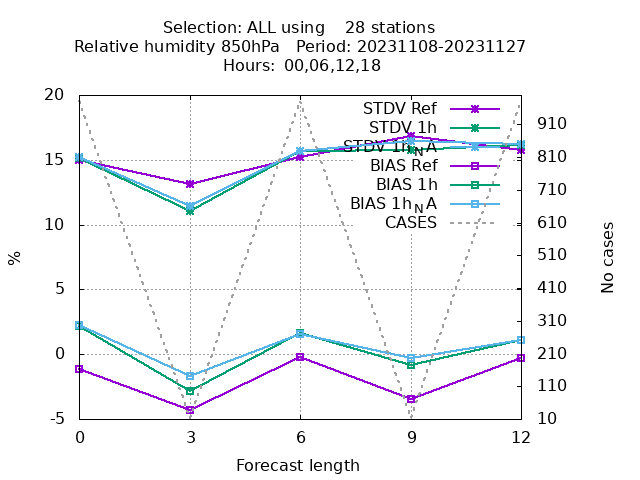 Selection: ALL using    28 stations
Relative humidity 850hPa   Period: 20231108-20231127
Hours: 00,06,12,18
20
15
10
5
0
-5
%
STDV Ref
STDV 1h
STDV 1h_N A
BIAS Ref
BIAS 1h
BIAS 1h_N A
CASES
910
810
710
610
510
410
310
210
110
10
No cases
0 3 6 9 12
Forecast length